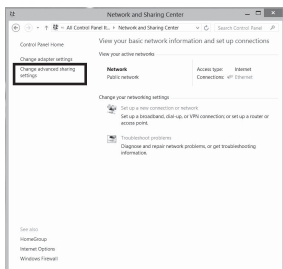 Network and Sharing Center
« All Control Panel It... › Network and Sharing Center
Search Control Panel
Control Panel Home
Change adapter settings
Change advanced sharing
settings
View your basic network information and set up connections
View your active networks
Network
Public network
Access type: Internet
Connections: Ethernet
Change your networking settings
Set up a new connection or network
Set up a broadband, dial-up, or VPN connection; or set up a router or
access point.
Troubleshoot problems
Diagnose and repair network problems, or get troubleshooting
information.
See also
HomeGroup
Internet Options
Windows Firewall